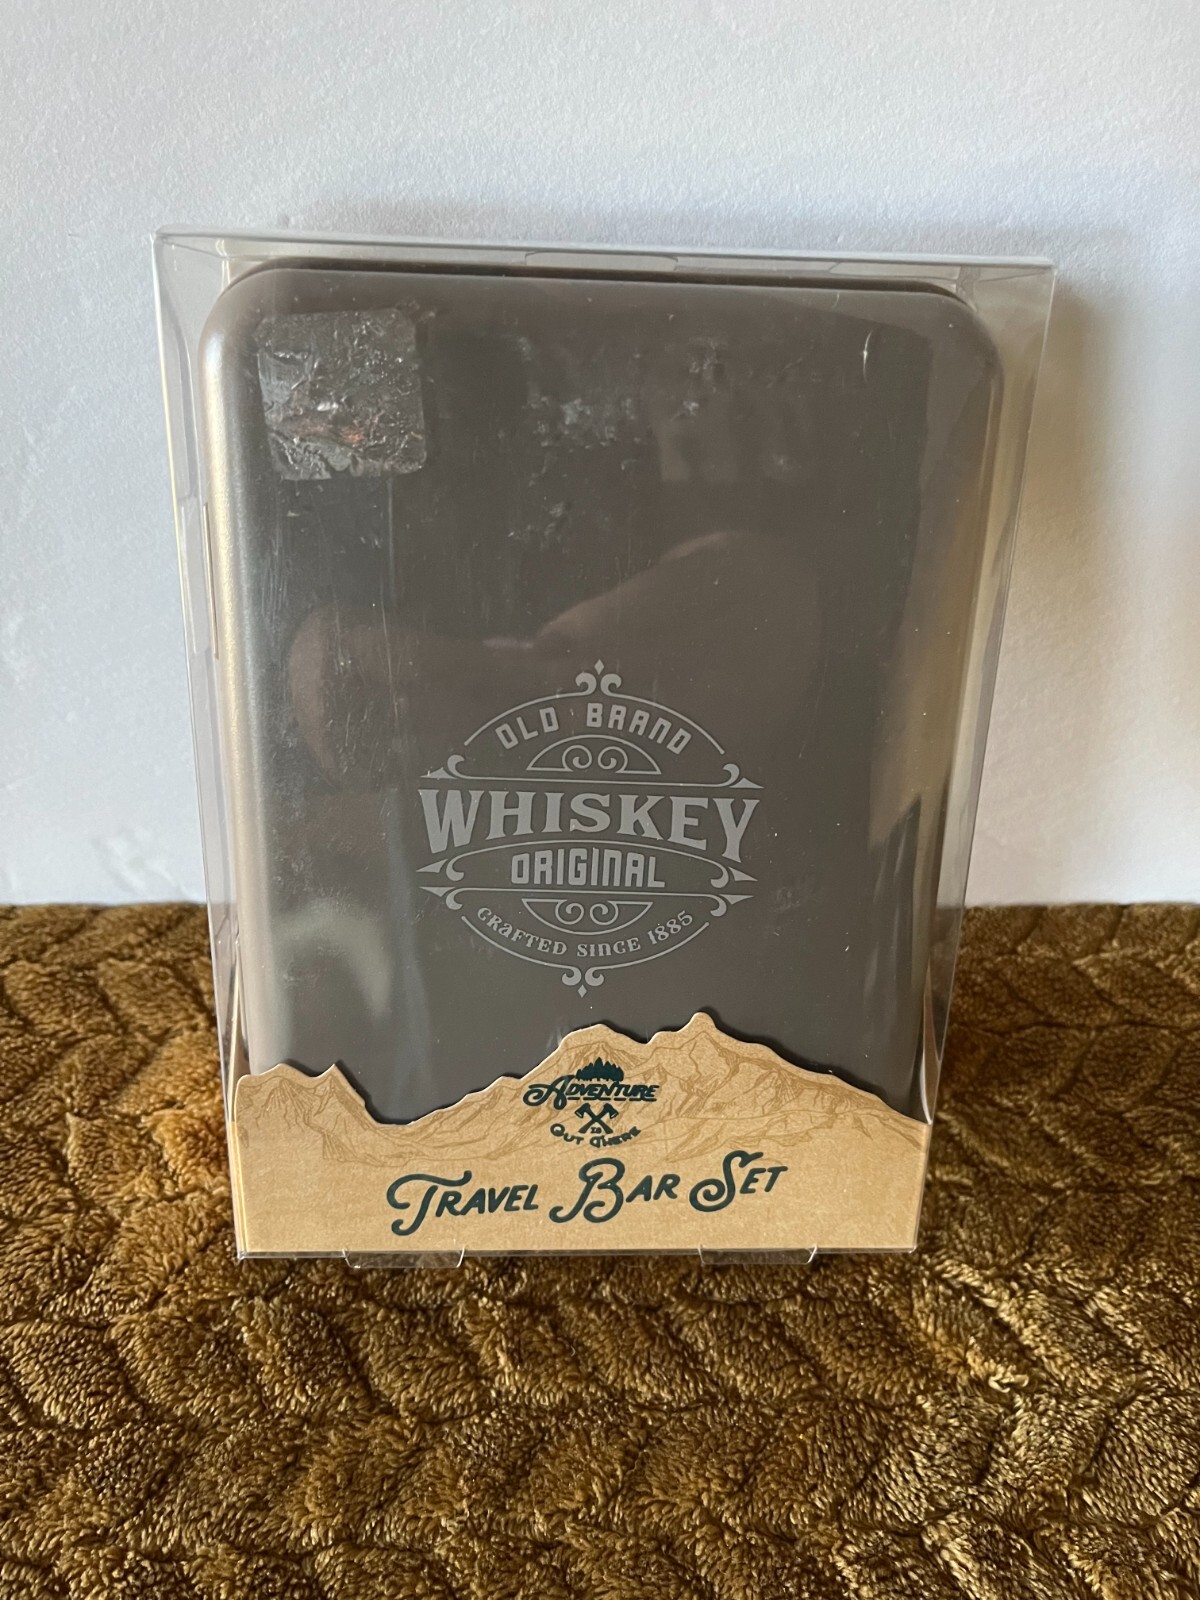 OLD BRAND
WHISKEY
ORIGINAL
CRAFTED SINCE 1885
ADVENTURE
IS
OUT THERE
TRAVEL BAR SET